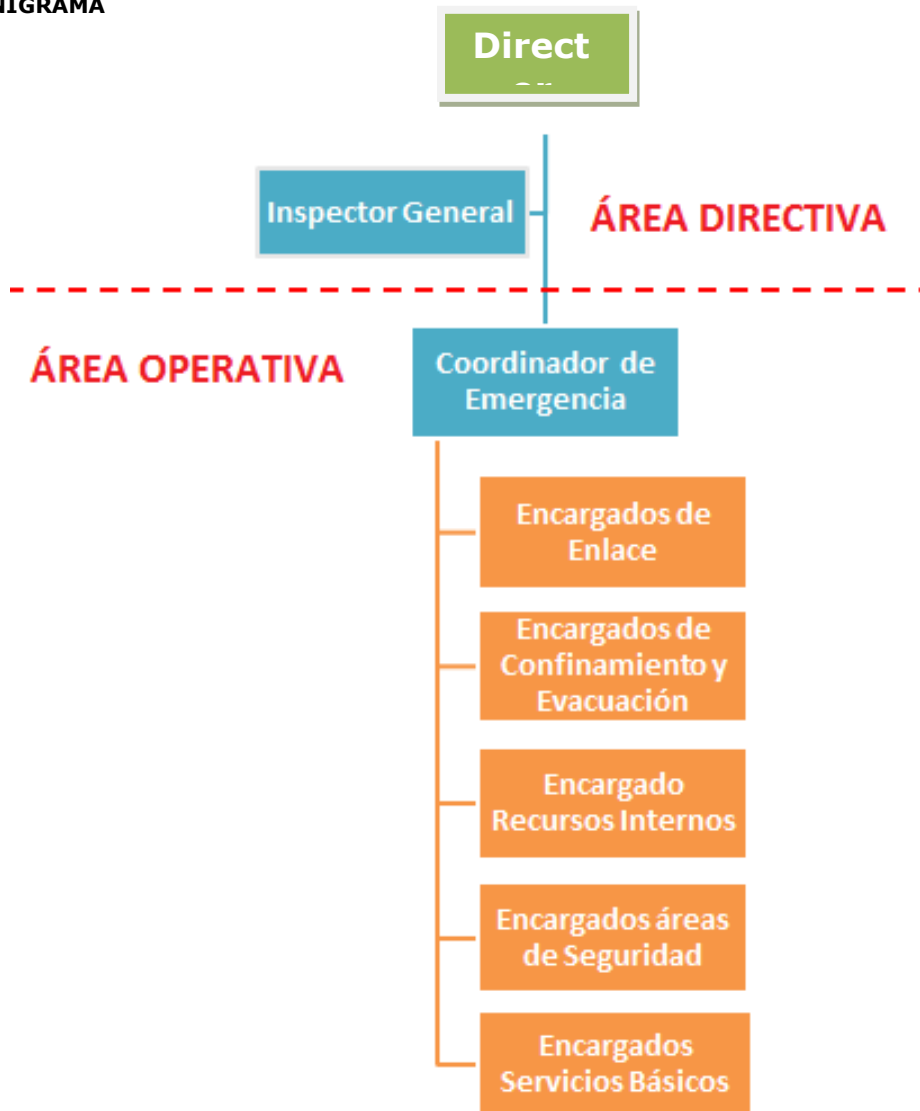 NIGRAMA
Direct
Inspector General
ÁREA DIRECTIVA
ÁREA OPERATIVA
Coordinador de
Emergencia
Encargados de
Enlace
Encargados de
Confinamiento y
Evacuación
Encargado
Recursos Internos
Encargados áreas
de Seguridad
Encargados
Servicios Básicos